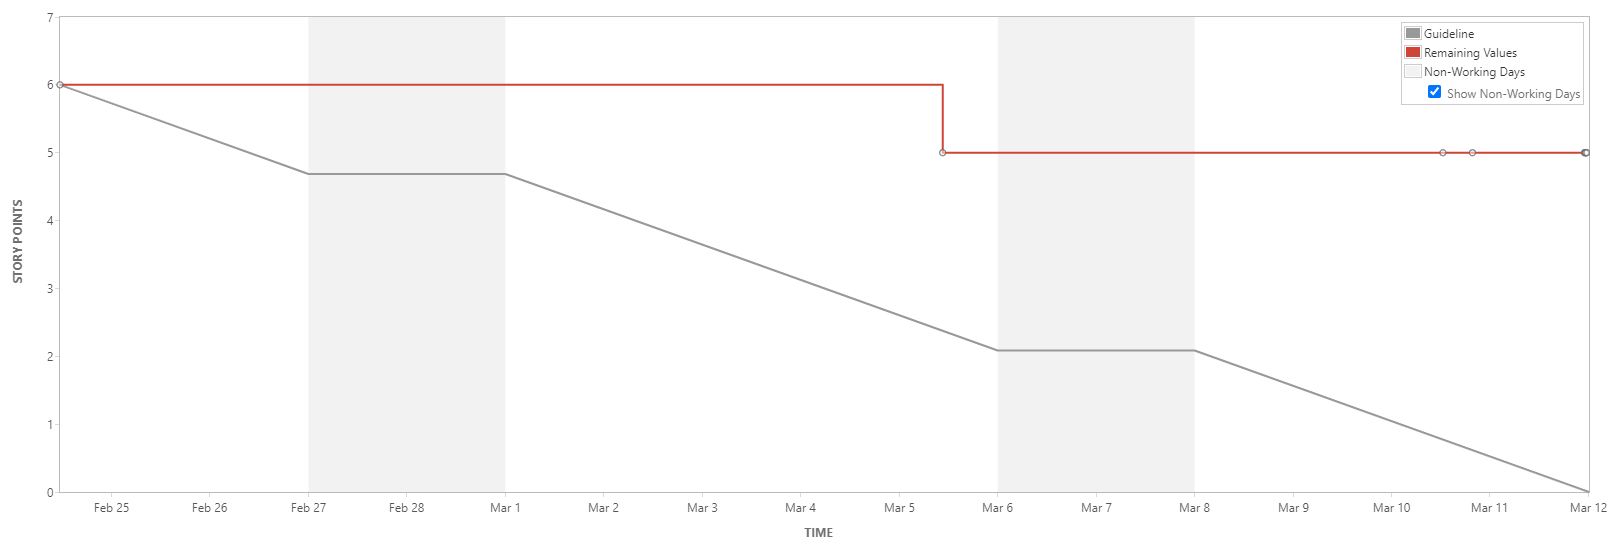 7
6
5
4
3
2
1
0
STORY POINTS
Guideline
Remaining Values
Non-Working Days
Show Non-Working Days
Feb 25 Feb 26 Feb 27 Feb 28 Mar 1 Mar 2 Mar 3 Mar 4 Mar 5 Mar 6 Mar 7 Mar 8 Mar 9 Mar 10 Mar 11 Mar 12
TIME